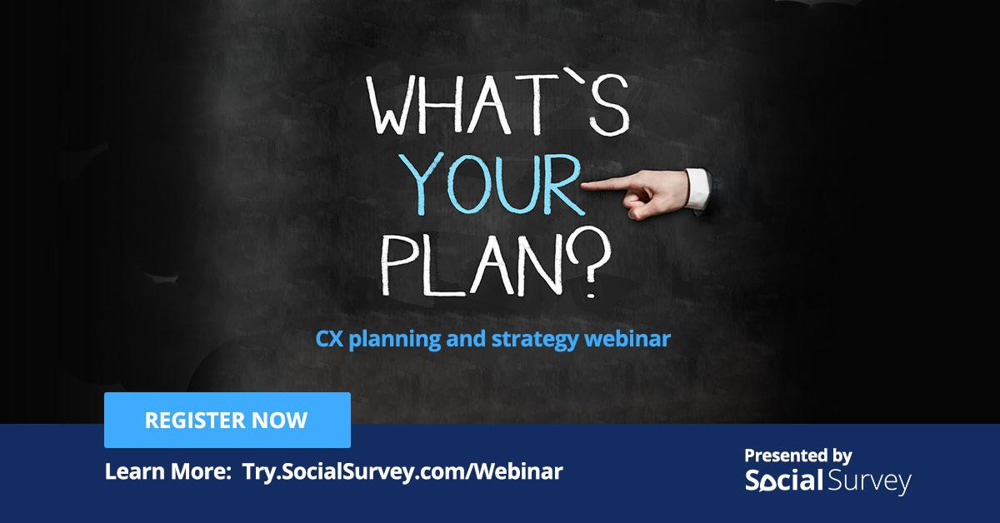 WHAT`S
YOUR
PLAN?
CX planning and strategy webinar
REGISTER NOW
Learn More: Try.SocialSurvey.com/Webinar
Presented by
SocialSurvey